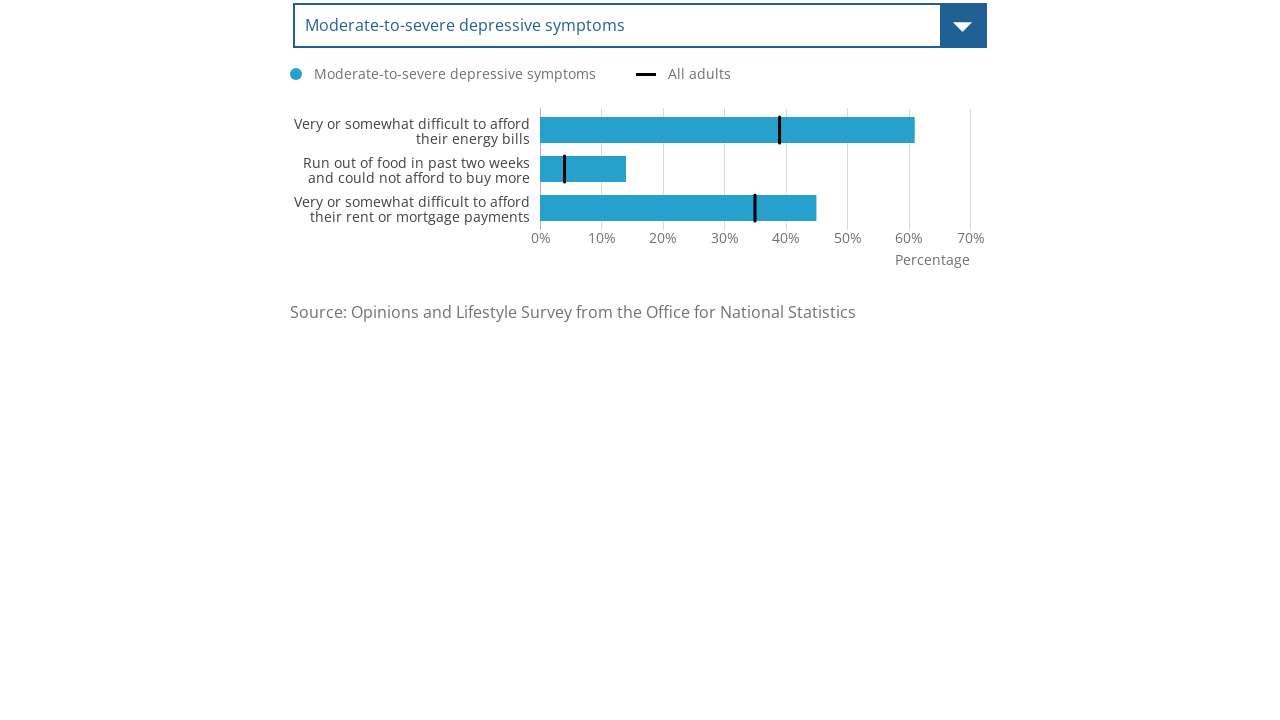 Moderate-to-severe depressive symptoms
Moderate-to-severe depressive symptoms
All adults
Very or somewhat difficult to afford
their energy bills
Run out of food in past two weeks
and could not afford to buy more
Very or somewhat difficult to afford
their rent or mortgage payments
0% 10% 20% 30% 40% 50% 60% 70%
Percentage
Source: Opinions and Lifestyle Survey from the Office for National Statistics